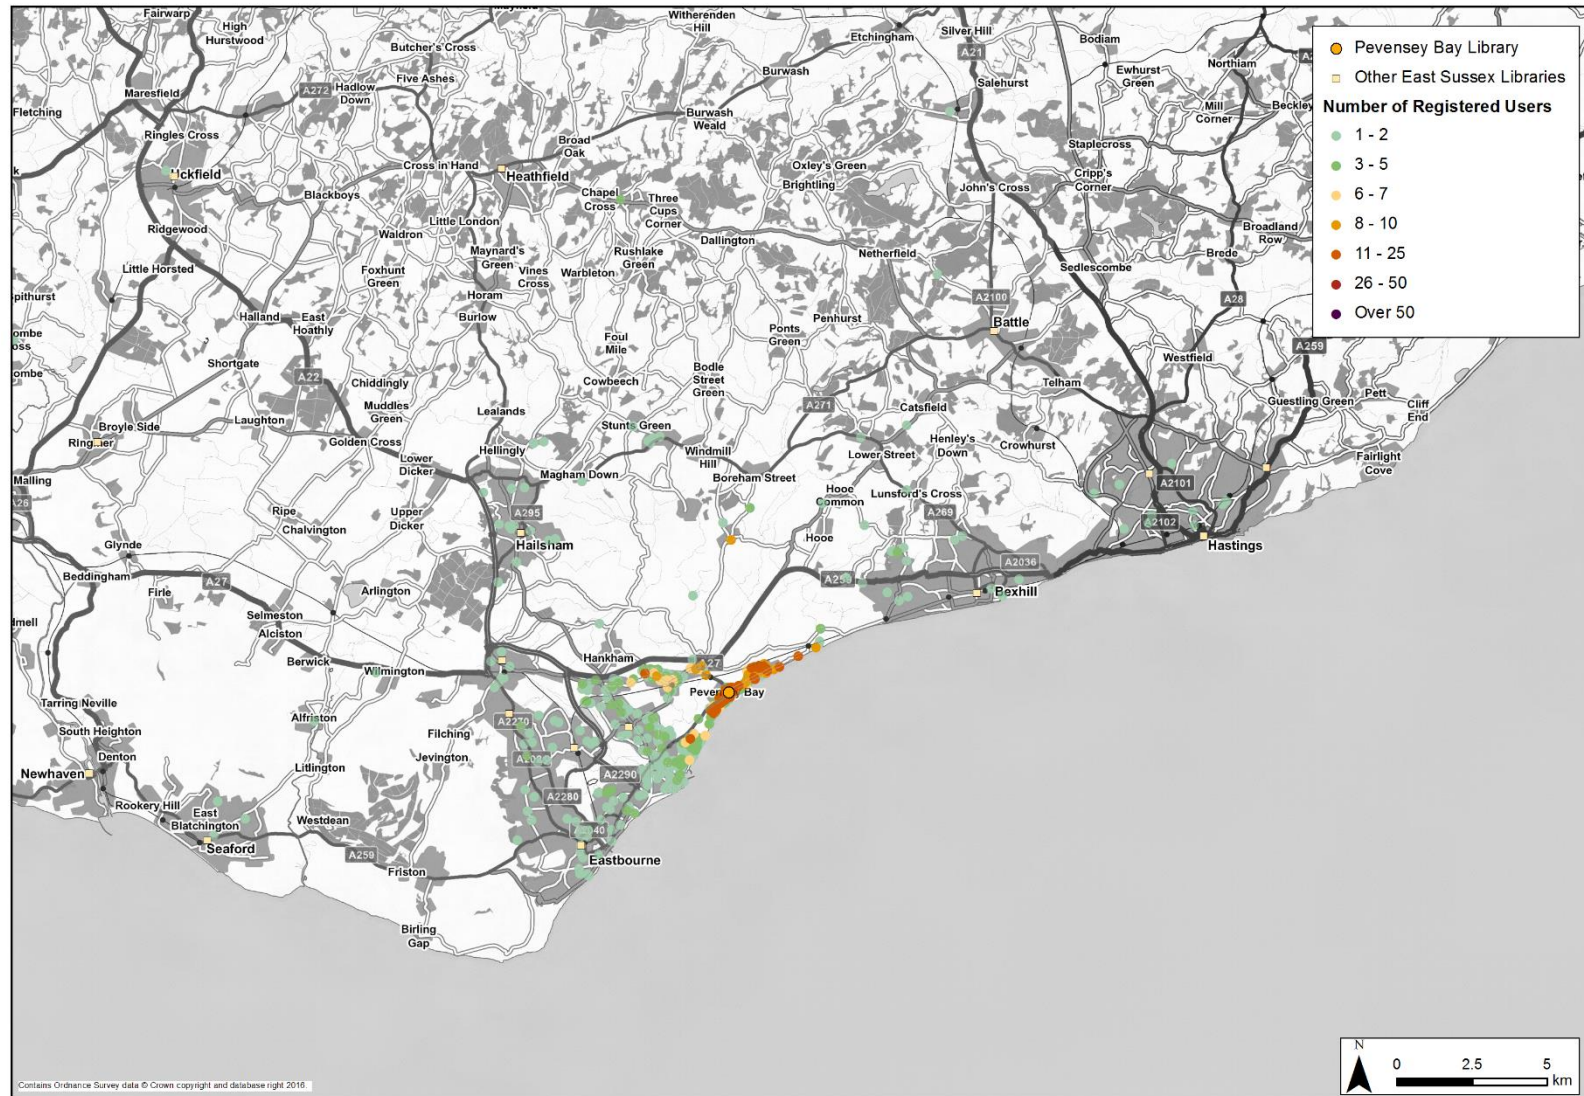 Fairwarp
High
Hurstwood
Butcher's Cross
Witherenden
Hill
Etchingham
Silver Hill
A21
Bodiam
Pevensey Bay Library
Other East Sussex Libraries
Number of Registered Users
1 - 2
3 - 5
6 - 7
8 - 10
11 - 25
26 - 50
Over 50
Five Ashes
Burwash
Salehurst
Ewhurst
Green
Northiam
Fletching
Maresfield
A272
Hadlow
Down
Mill
Corner
Beckley
Ringles Cross
Burwash
Weald
Broad
Oak
Staplecross
Cross in Hand
Heathfield
Oxley's Green
Brightling
Cripp's
Corner
John's Cross
Blackboys
Chapel
Cross
Three
Cups
Corner
Ridgewood
Little London
Waldron
Maynard's
Green
Rushlake
Green
Dallington
Netherfield
Broadland
Row
Brede
Little Horsted
Foxhunt
Green
Vines
Cross
Warbleton
Sedlescombe
Horam
Burlow
A2100
A28
Halland
East
Hoathly
Penhurst
Battle
Foul
Mile
Ponts
Green
A259
Shortgate
A22
Chiddingly
Cowbeech
Bodle
Street
Green
Westfield
Telham
Muddles
Green
Lealands
A271
Catsfield
Guestling Green
Pett
Cliff
End
Laughton
Broyle Side
Golden Cross
Stunts Green
Henley's
Down
Crowhurst
Hellingly
Windmill
Hill
Lower Street
Fairlight
Cove
Malling
Lower
Dicker
Magham Down
Boreham Street
A2101
A26
Hooe
Common
Lunsford's Cross
A295
Ripe
Chalvington
Upper
Dicker
A269
A2102
Glynde
Hailsham
Hooe
Hastings
A2036
Beddingham
A27
Firle
Arlington
Bexhill
Selmeston
Alciston
Berwick
Wilmington
Hankham
A27
Pevensey Bay
Tarring Neville
South Heighton
Alfriston
A2270
Filching
Denton
Newhaven
Litlington
Jevington
A2290
Rookery Hill
East
Blatchington
Westdean
A2280
Seaford
A259
Eastbourne
Friston
Birling
Gap
N
0 2.5 5
km
Contains Ordnance Survey data © Crown copyright and database right 2016.